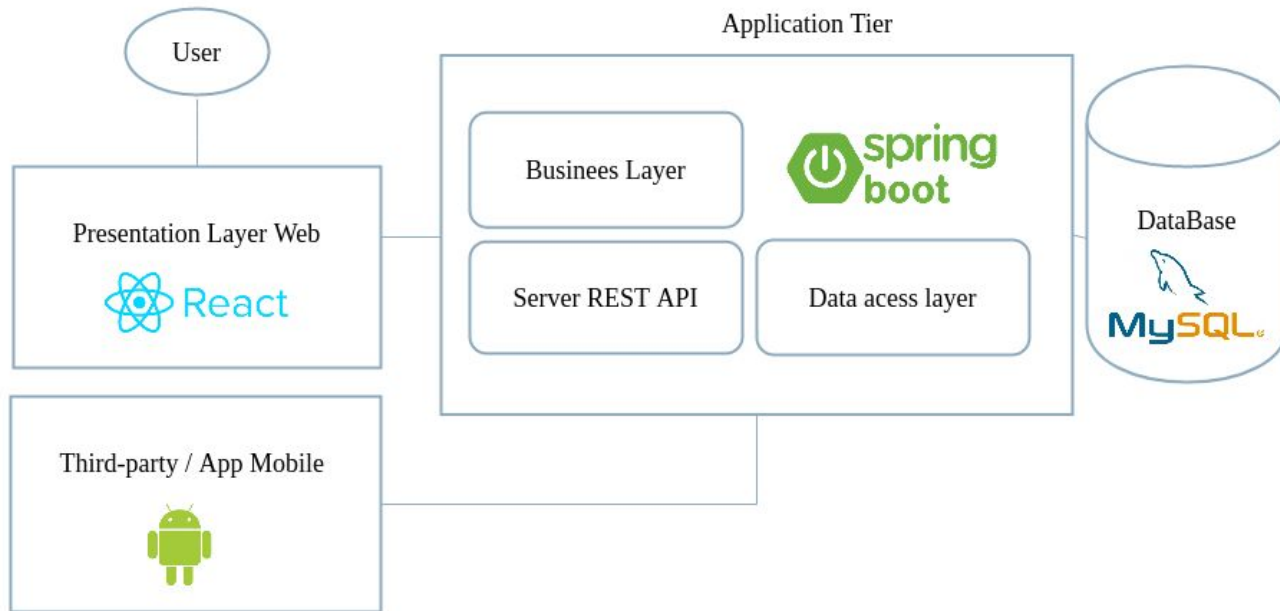 Application Tier
User
Businees Layer
spring
boot
Presentation Layer Web
React
Server REST API
Data acess layer
DataBase
MySQL
Third-party / App Mobile